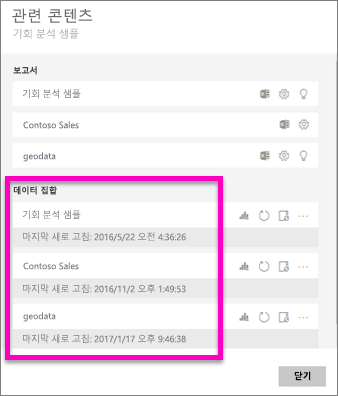 관련 콘텐츠
기회 분석 샘플
보고서
기회 분석 샘플
Contoso Sales
geodata
데이터 집합
기회 분석 샘플
마지막 새로 고침: 2016/5/22 오전 4:36:26
Contoso Sales
마지막 새로 고침: 2016/11/2 오후 1:49:53
geodata
마지막 새로 고침: 2017/1/17 오후 9:46:38
닫기